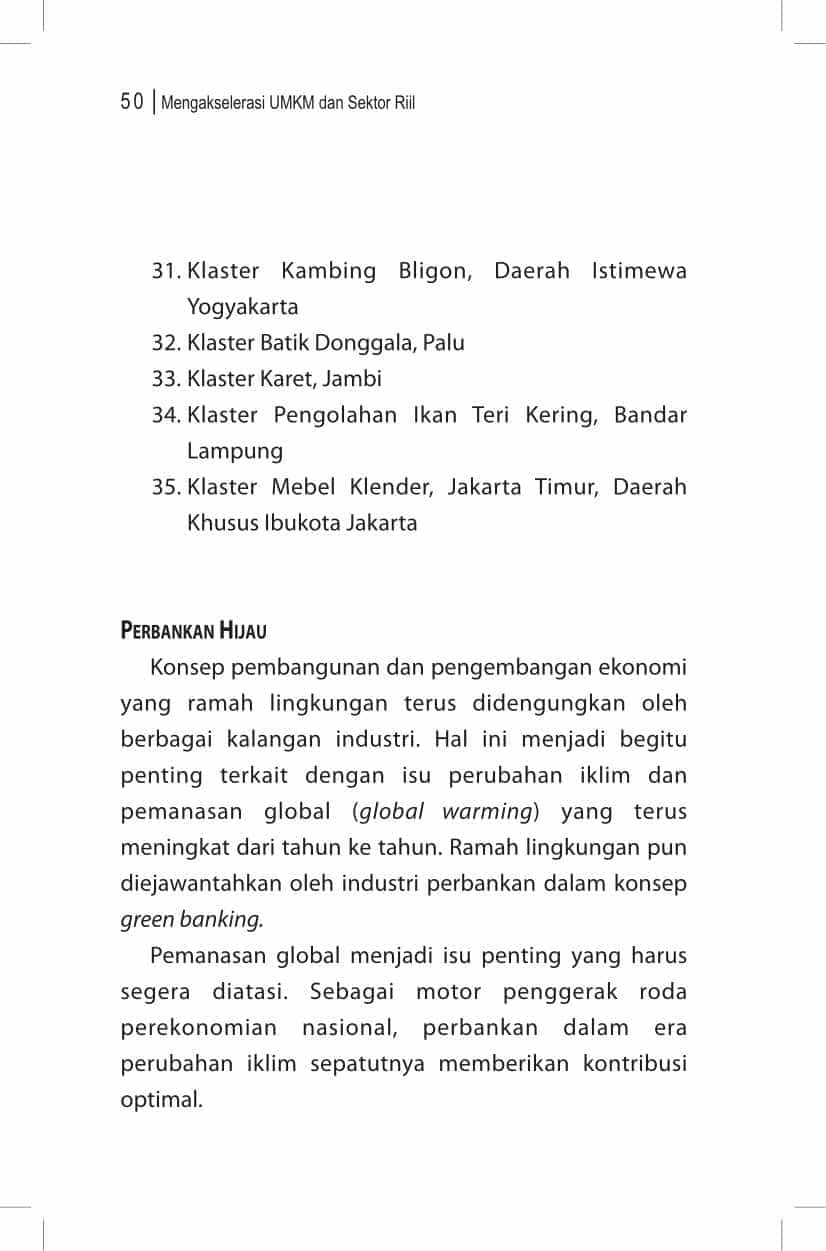 50 | Mengakselerasi UMKM dan Sektor Riil
31. Klaster Kambing Bligon, Daerah Istimewa
Yogyakarta
32. Klaster Batik Donggala, Palu
33. Klaster Karet, Jambi
34. Klaster Pengolahan Ikan Teri Kering, Bandar
Lampung
35. Klaster Mebel Klender, Jakarta Timur, Daerah
Khusus Ibukota Jakarta
PERBANKAN HIJAU
Konsep pembangunan dan pengembangan ekonomi
yang ramah lingkungan terus didengungkan oleh
berbagai kalangan industri. Hal ini menjadi begitu
penting terkait dengan isu perubahan iklim dan
pemanasan global (global warming) yang terus
meningkat dari tahun ke tahun. Ramah lingkungan pun
diejawantahkan oleh industri perbankan dalam konsep
green banking.
Pemanasan global menjadi isu penting yang harus
segera diatasi. Sebagai motor penggerak roda
perekonomian nasional, perbankan dalam era
perubahan iklim sepatutnya memberikan kontribusi
optimal.